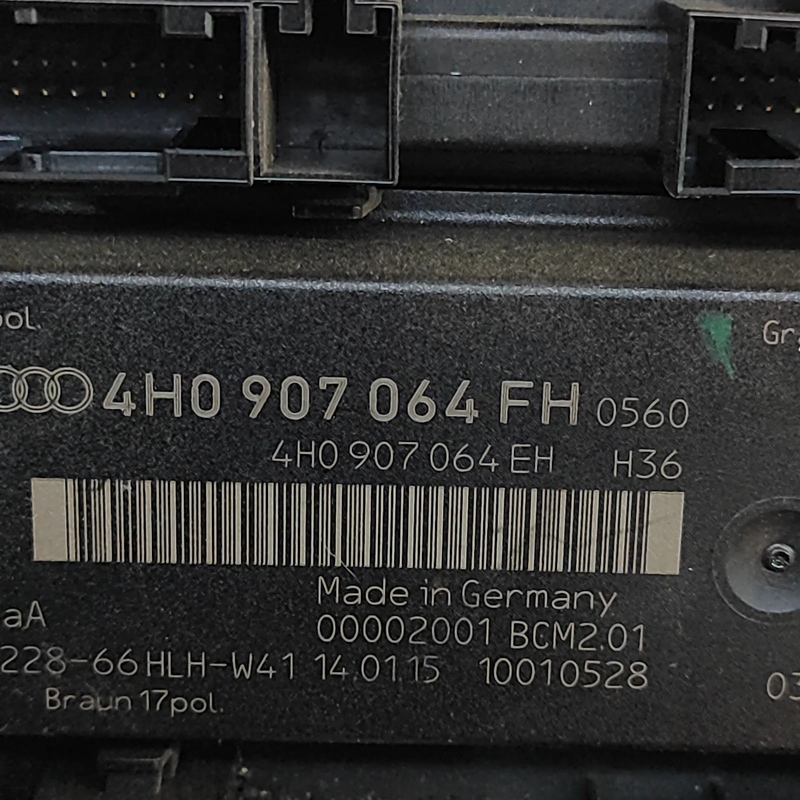 pol.
4H0 907 064 FH 0560
4H0 907 064 EH H36
Made in Germany
aA
00002001 BCM2.01
228-66 HLH-W41 14.01.15 10010528
03
Braun 17pol.